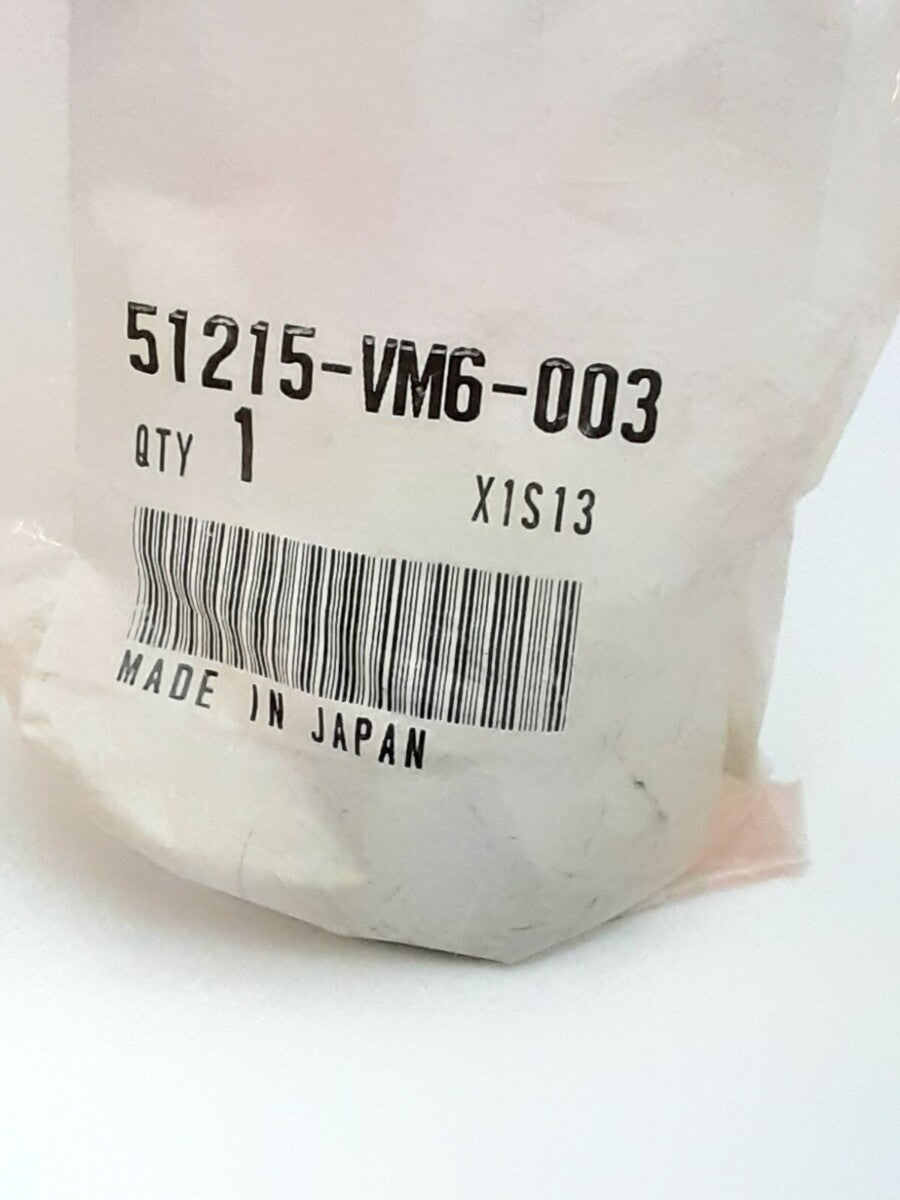 51215-VM6-003
QTY 1
X1S13
MADE IN JAPAN